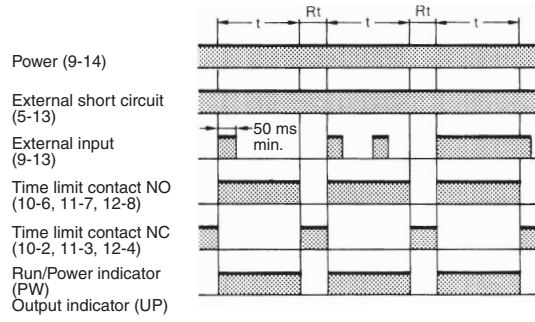 t Rt t Rt t
Power (9-14)
External short circuit
(5-13)
External input
(9-13)
50 ms
min.
Time limit contact NO
(10-6, 11-7, 12-8)
Time limit contact NC
(10-2, 11-3, 12-4)
Run/Power indicator
(PW)
Output indicator (UP)